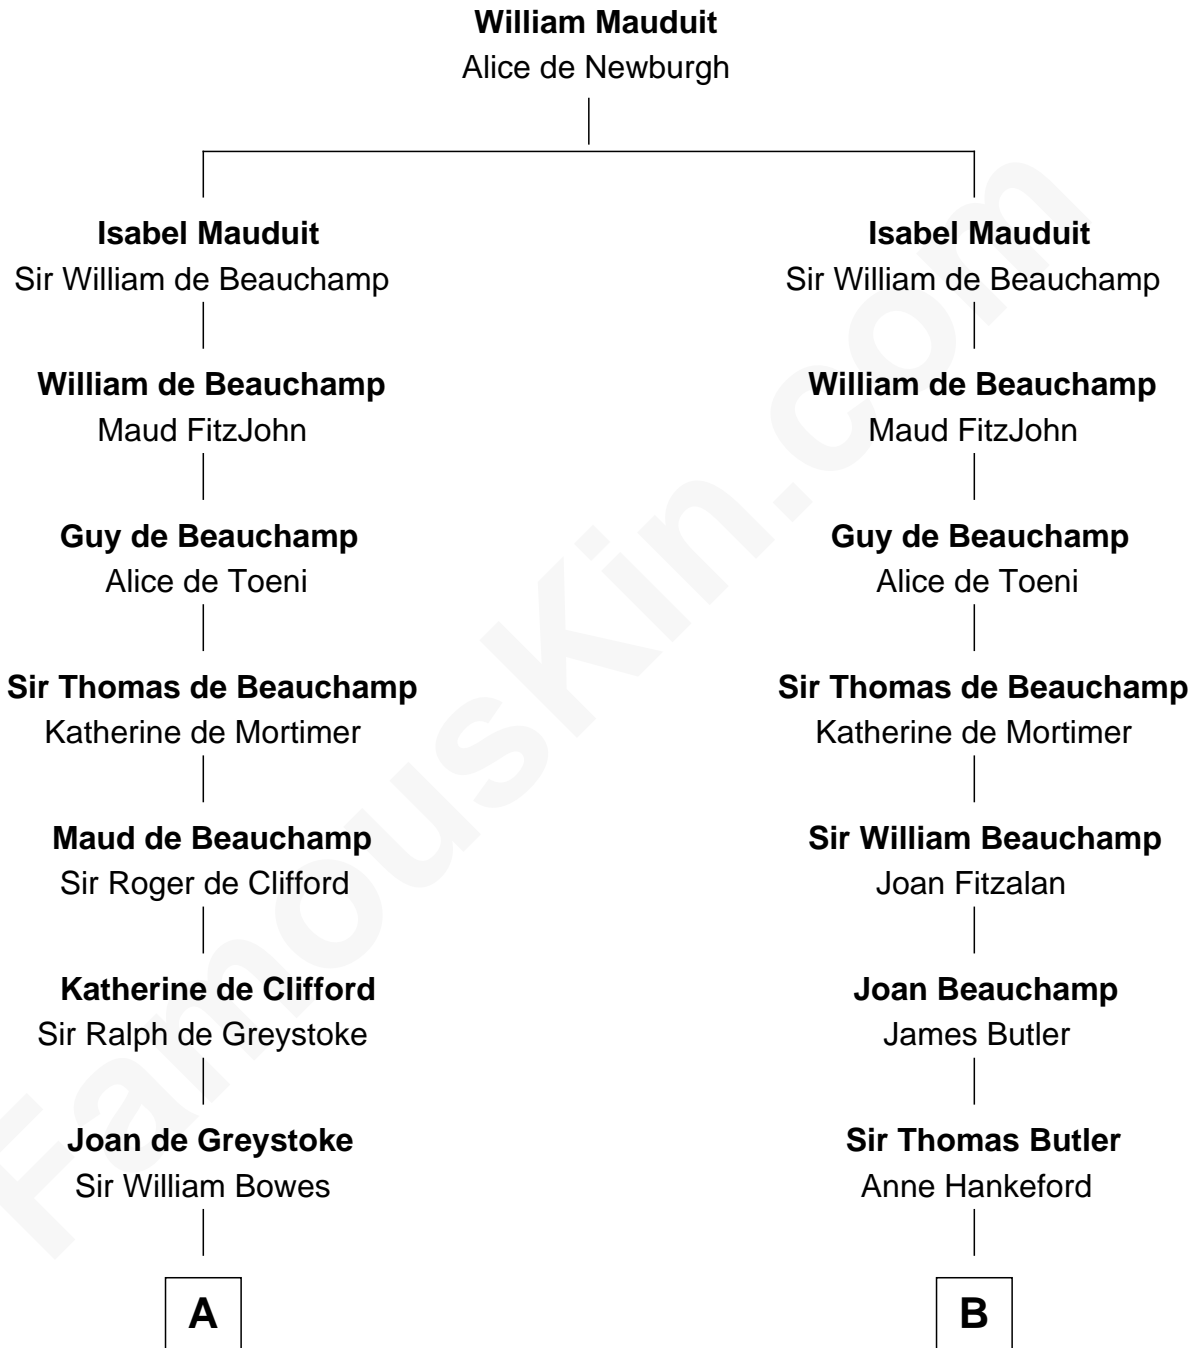 William Mauduit
Alice de Newburgh
Isabel Mauduit
Sir William de Beauchamp
William de Beauchamp
Maud FitzJohn
Guy de Beauchamp
Alice de Toeni
Sir Thomas de Beauchamp
Katherine de Mortimer
Maud de Beauchamp
Sir Roger de Clifford
Katherine de Clifford
Sir Ralph de Greystoke
Joan de Greystoke
Sir William Bowes
A
Isabel Mauduit
Sir William de Beauchamp
William de Beauchamp
Maud FitzJohn
Guy de Beauchamp
Alice de Toeni
Sir Thomas de Beauchamp
Katherine de Mortimer
Sir William Beauchamp
Joan Fitzalan
Joan Beauchamp
James Butler
Sir Thomas Butler
Anne Hankeford
B
FamousKin.com